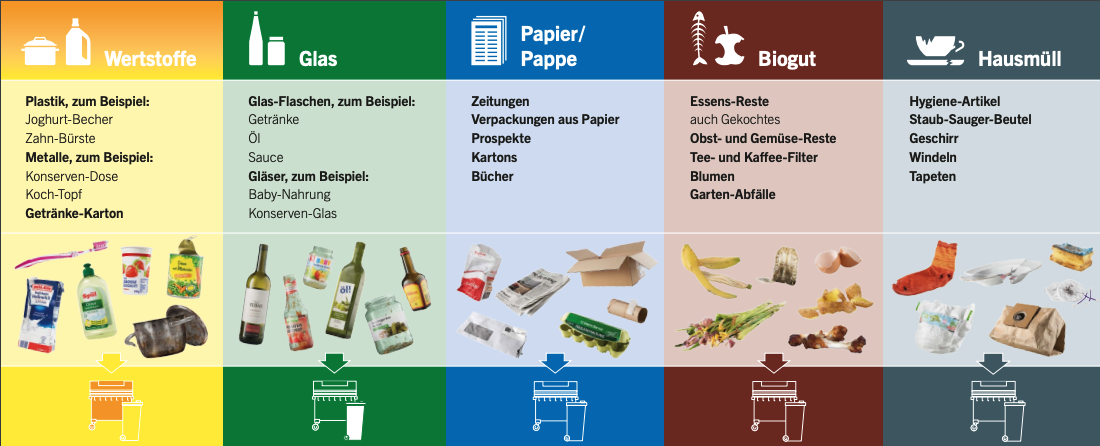 Wertstoffe
Plastik, zum Beispiel:
Joghurt-Becher
Zahn-Bürste
Metalle, zum Beispiel:
Konserven-Dose
Koch-Topf
Getränke-Karton
Glas
Glas-Flaschen, zum Beispiel:
Getränke
Öl
Sauce
Gläser, zum Beispiel:
Baby-Nahrung
Konserven-Glas
öl
Papier/
Pappe
Zeitungen
Verpackungen aus Papier
Prospekte
Kartons
Bücher
Biogut
Essens-Reste
auch Gekochtes
Obst- und Gemüse-Reste
Tee- und Kaffee-Filter
Blumen
Garten-Abfälle
Hausmüll
Hygiene-Artikel
Staub-Sauger-Beutel
Geschirr
Windeln
Tapeten